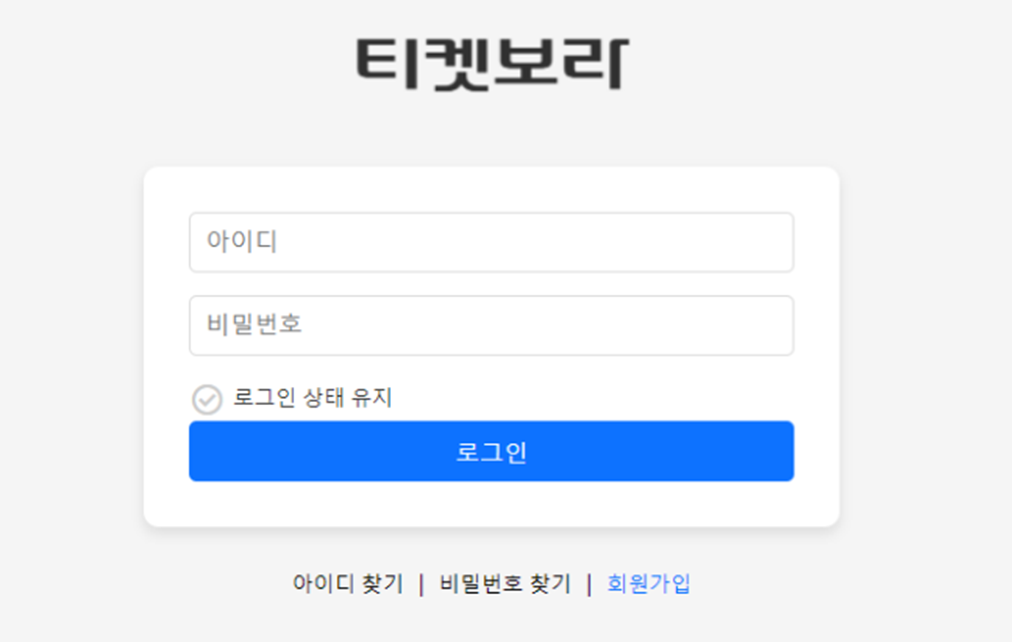 티켓보라
아이디
비밀번호
로그인 상태 유지
로그인
아이디 찾기 | 비밀번호 찾기 | 회원가입